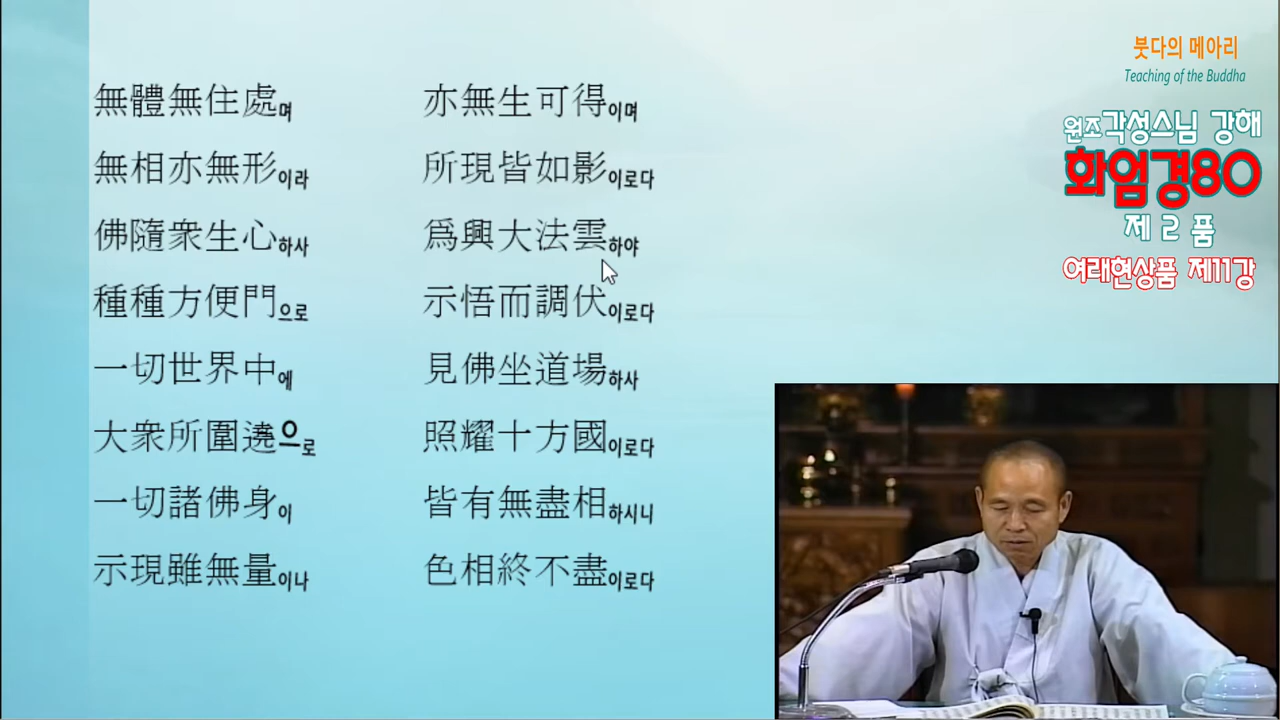 無體無住處며 亦無生可得이며
無相亦無形이라 所現皆如影이로다
佛隨衆生心하사 爲興大法雲하야
種種方便門으로 示悟而調伏이로다
一切世界中에 見佛坐道場하사
大衆所圍遶으로 照耀十方國이로다
一切諸佛身이 皆有無盡相하시니
示現雖無量이나 色相終不盡이로다
붓다의 메아리
Teaching of the Buddha
원조각성스님 강해
화엄경80
제2품
여래현상품 제11강